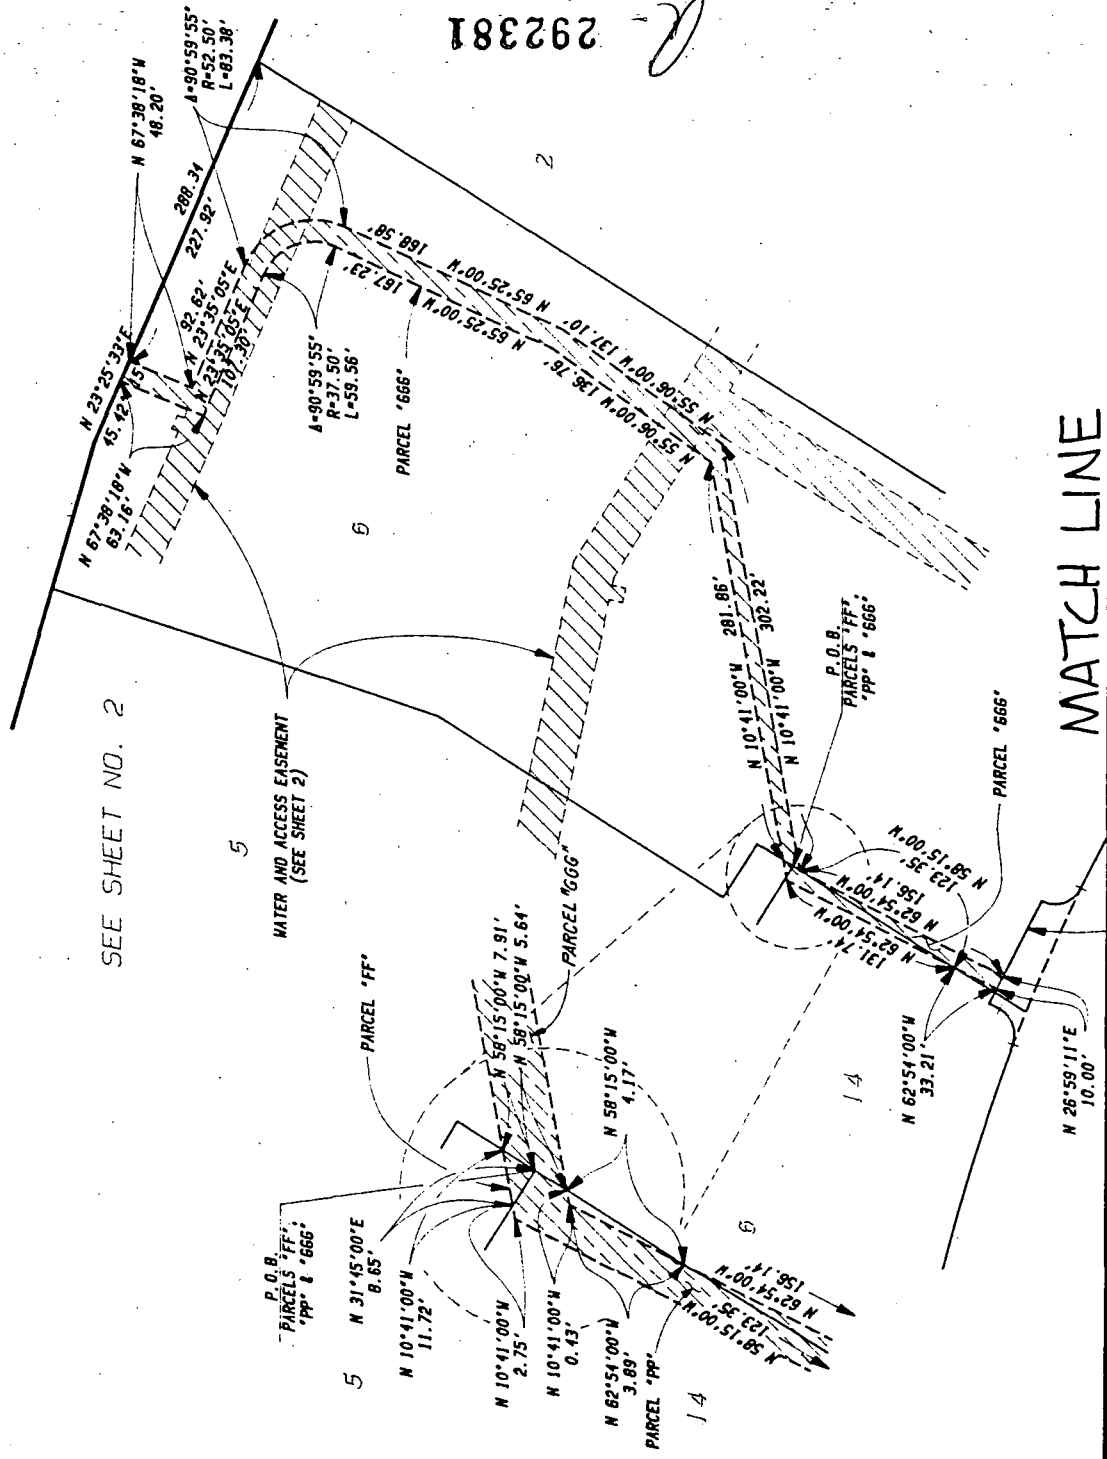 292381
N 67°38'18"W
48.20'
Δ=90°59'55"
R=52.50'
L=83.38'
288.34
227.92'
N 23°25'33"E
45.42'
15'
92.62'
N 23°35'05"E
N 23°35'05"E
107.30'
N 67°38'18"W
63.16'
2
168.58'
N 65°25'00"W
167.23'
N 65°25'00"W
Δ=90°59'55"
R=37.50'
L=59.56'
PARCEL "GGG"
137.10'
N 55°06'00"W
136.76'
N 55°06'00"W
6
SEE SHEET NO. 2
5
WATER AND ACCESS EASEMENT
(SEE SHEET 2)
281.86'
N 10°41'00"W
302.22'
N 10°41'00"W
P.O.B.
PARCELS "FF",
"PP" & "GGG"
MATCH LINE
PARCEL "GGG"
N 58°15'00"W
123.35'
156.14'
N 62°54'00"W
N 62°54'00"W
131.74'
N 62°54'00"W
33.21'
N 26°59'11"E
10.00'
14
PARCEL "FF"
N 58°15'00"W 7.91'
N 58°15'00"W 5.64'
PARCEL "GGG"
N 58°15'00"W
4.17'
P.O.B.
PARCELS "FF",
"PP" & "GGG"
N 31°45'00"E
8.65'
5
N 10°41'00"W
11.72'
N 10°41'00"W
2.75'
N 10°41'00"W
0.43'
N 62°54'00"W
3.89'
PARCEL "PP"
14
6
N 62°54'00"W
156.14'
123.35'
N 58°15'00"W